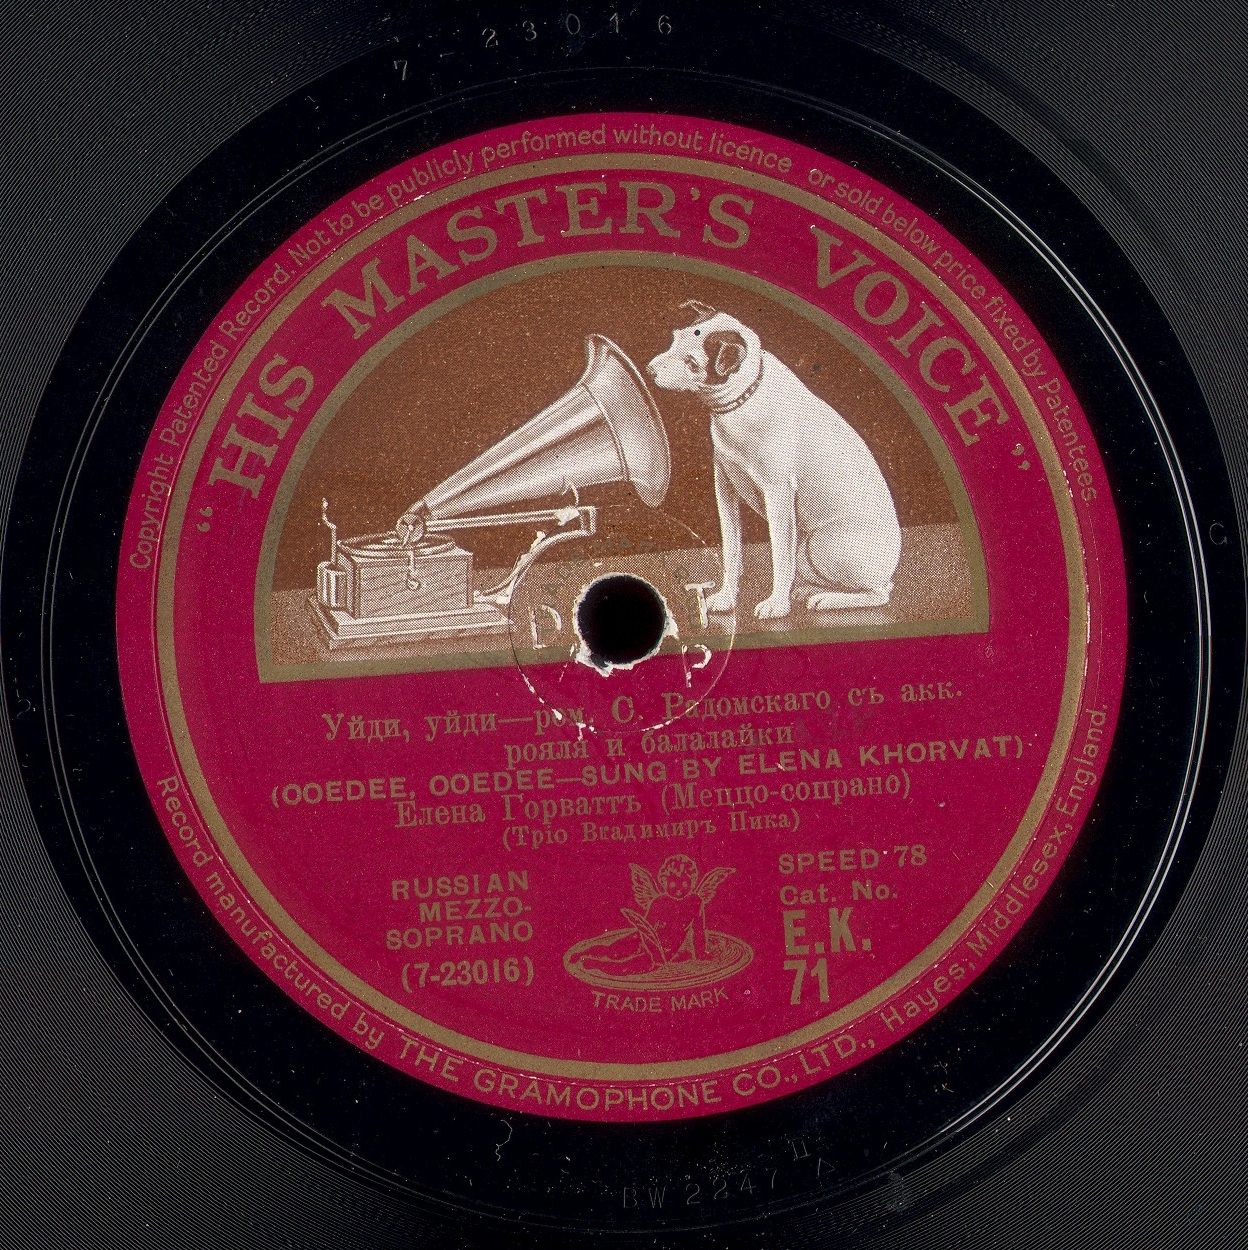 7-23016
Copyright Patented Record. Not to be publicly performed without licence or sold below price fixed by Patentees.
“HIS MASTER'S VOICE”
Уйди, уйди—ром. С. Радомскаго съ акк.
рояля и балалайки
(OOEDEE, OOEDEE—SUNG BY ELENA KHORVAT)
Елена Горваттъ (Меццо-сопрано)
(Тріо Владимиръ Пика)
RUSSIAN
MEZZO-
SOPRANO
(7-23016)
TRADE MARK
SPEED 78
Cat. No.
E.K.
71
Record manufactured by THE GRAMOPHONE CO., LTD., Hayes, Middlesex, England.
BW 2247
II